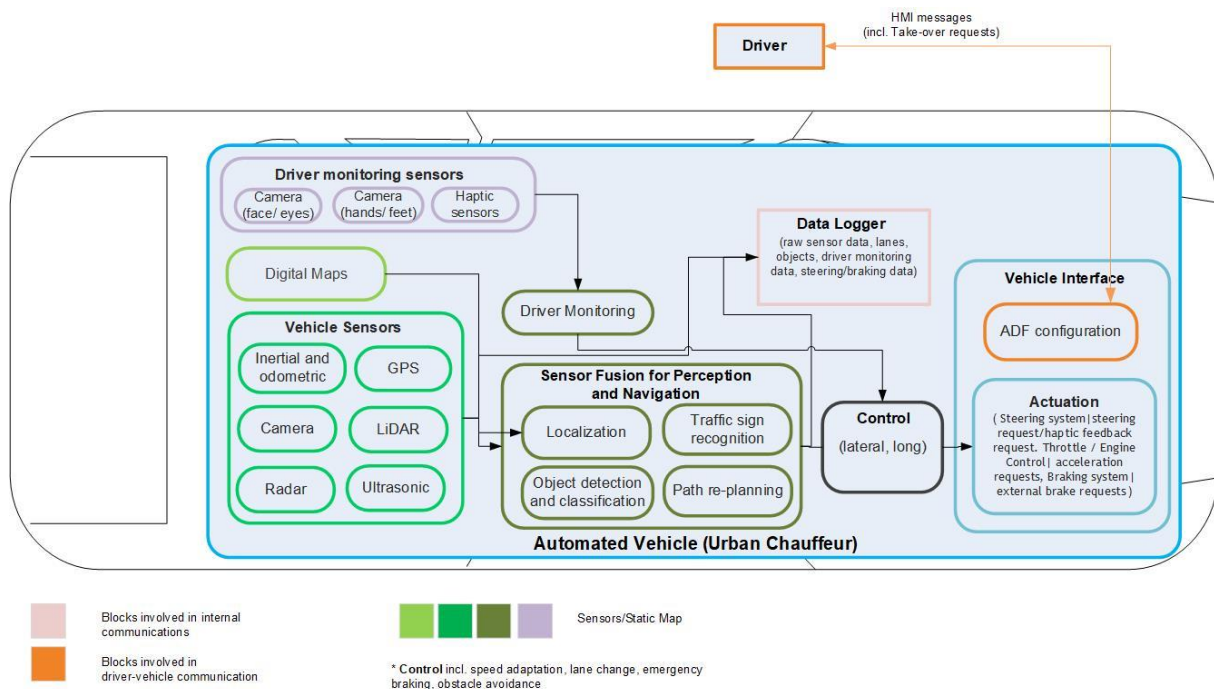 HMI messages
(incl. Take-over requests)
Driver
Driver monitoring sensors
Camera
(face/ eyes)
Camera
(hands/ feet)
Haptic
sensors
Digital Maps
Driver Monitoring
Data Logger
(raw sensor data, lanes,
objects, driver monitoring
data, steering/braking data)
Vehicle Interface
ADF configuration
Vehicle Sensors
Inertial and
odometric
GPS
Camera
LiDAR
Radar
Ultrasonic
Sensor Fusion for Perception
and Navigation
Localization
Traffic sign
recognition
Object detection
and classification
Path re-planning
Control
(lateral, long)
Actuation
( Steering system|steering
request/haptic feedback
request. Throttle / Engine
Control| acceleration
requests, Braking system|
external brake requests)
Automated Vehicle (Urban Chauffeur)
Blocks involved in internal
communications
Blocks involved in
driver-vehicle communication
Sensors/Static Map
* Control incl. speed adaptation, lane change, emergency
braking, obstacle avoidance